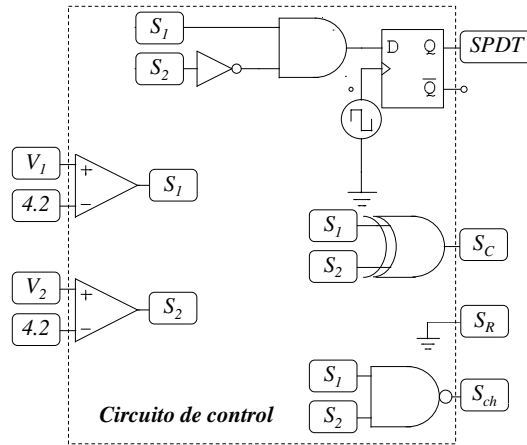 S1
S2
D
Q
Q
SPDT
V1
4.2
+
−
S1
S1
S2
SC
V2
4.2
+
−
S2
SR
S1
S2
Sch
Circuito de control